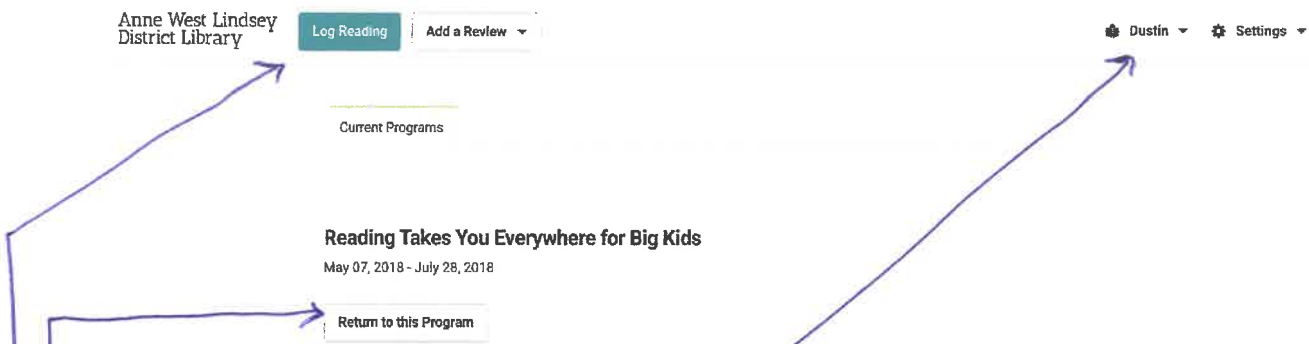 Anne West Lindsey
District Library
Log Reading
Add a Review
Dustin
Settings
Current Programs
Reading Takes You Everywhere for Big Kids
May 07, 2018 - July 28, 2018
Return to this Program